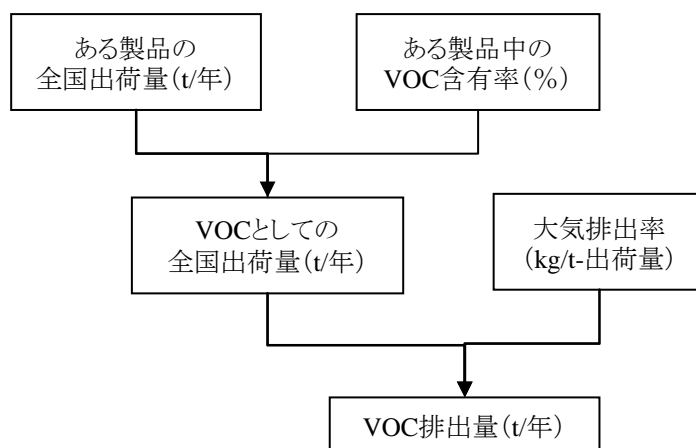 ある製品の
全国出荷量(t/年)
ある製品中の
VOC含有率(%)
VOCとしての
全国出荷量(t/年)
大気排出率
(kg/t-出荷量)
VOC排出量(t/年)